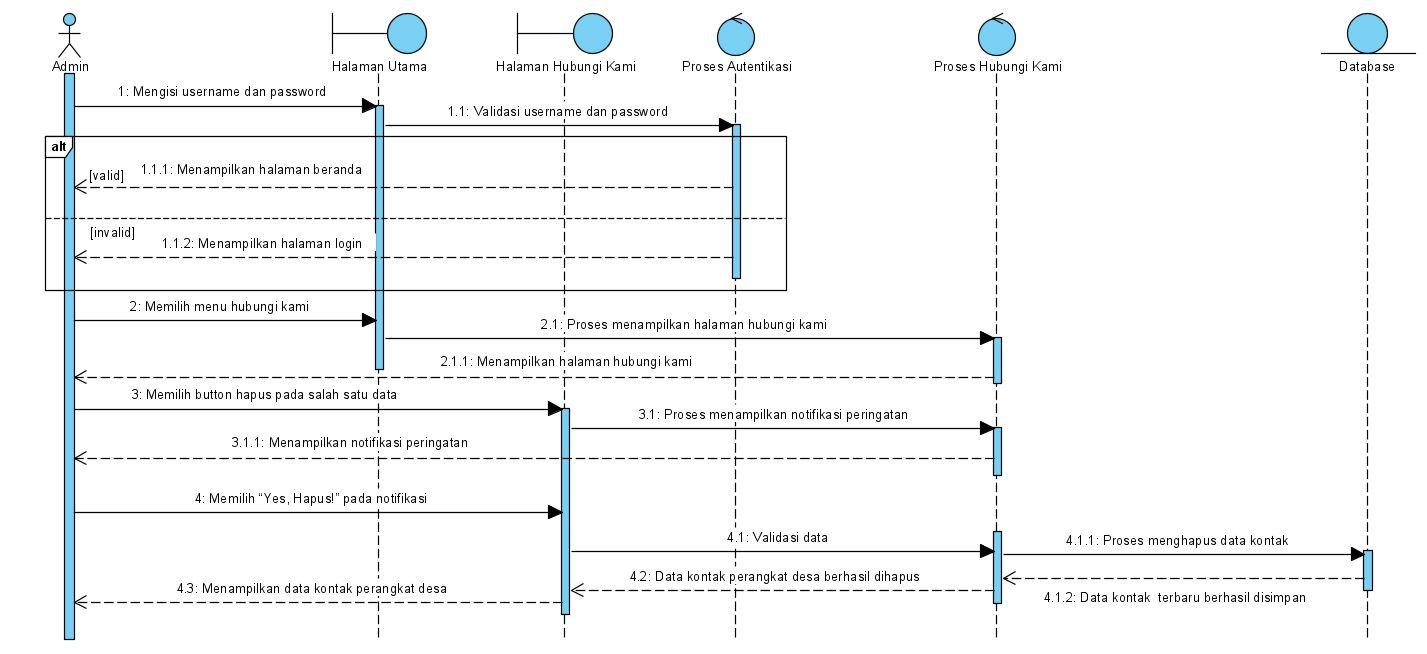 Admin
Halaman Utama
Halaman Hubungi Kami
Proses Autentikasi
Proses Hubungi Kami
Database
1: Mengisi username dan password
1.1: Validasi username dan password
alt
1.1.1: Menampilkan halaman beranda
[valid]
[invalid]
1.1.2: Menampilkan halaman login
2: Memilih menu hubungi kami
2.1: Proses menampilkan halaman hubungi kami
2.1.1: Menampilkan halaman hubungi kami
3: Memilih button hapus pada salah satu data
3.1: Proses menampilkan notifikasi peringatan
3.1.1: Menampilkan notifikasi peringatan
4: Memilih “Yes, Hapus!” pada notifikasi
4.1: Validasi data
4.1.1: Proses menghapus data kontak
4.2: Data kontak perangkat desa berhasil dihapus
4.3: Menampilkan data kontak perangkat desa
4.1.2: Data kontak  terbaru berhasil disimpan